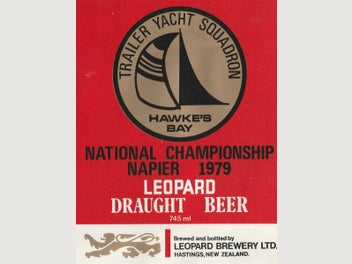 TRAILER YACHT SQUADRON
HAWKE'S
BAY
NATIONAL CHAMPIONSHIP
NAPIER 1979
LEOPARD
DRAUGHT BEER
745 ml
Brewed and bottled by
LEOPARD BREWERY LTD.
HASTINGS, NEW ZEALAND.